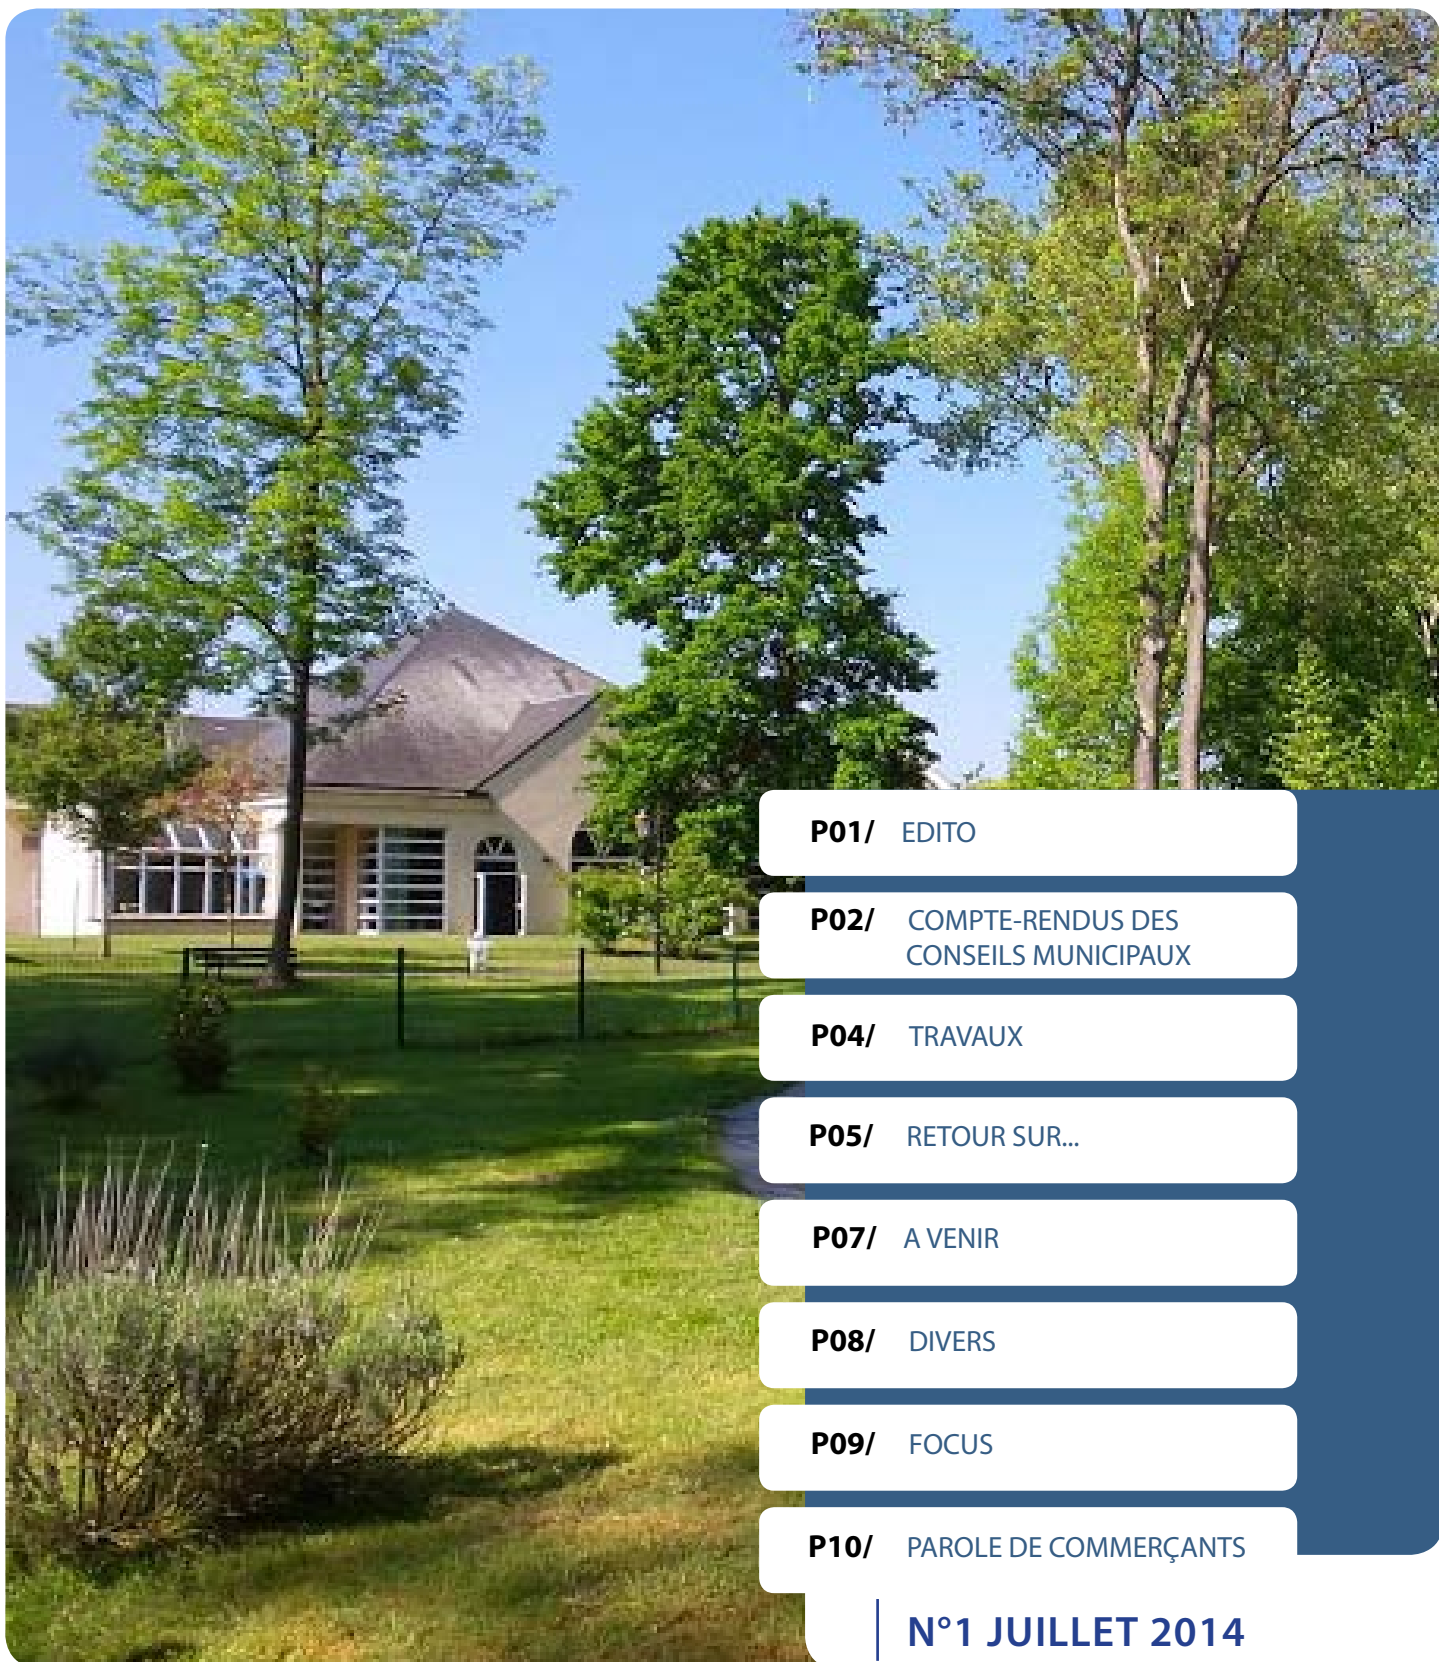 P01/ EDITO
P02/ COMPTE-RENDUS DES
CONSEILS MUNICIPAUX
P04/ TRAVAUX
P05/ RETOUR SUR...
P07/ A VENIR
P08/ DIVERS
P09/ FOCUS
P10/ PAROLE DE COMMERÇANTS
N°1 JUILLET 2014